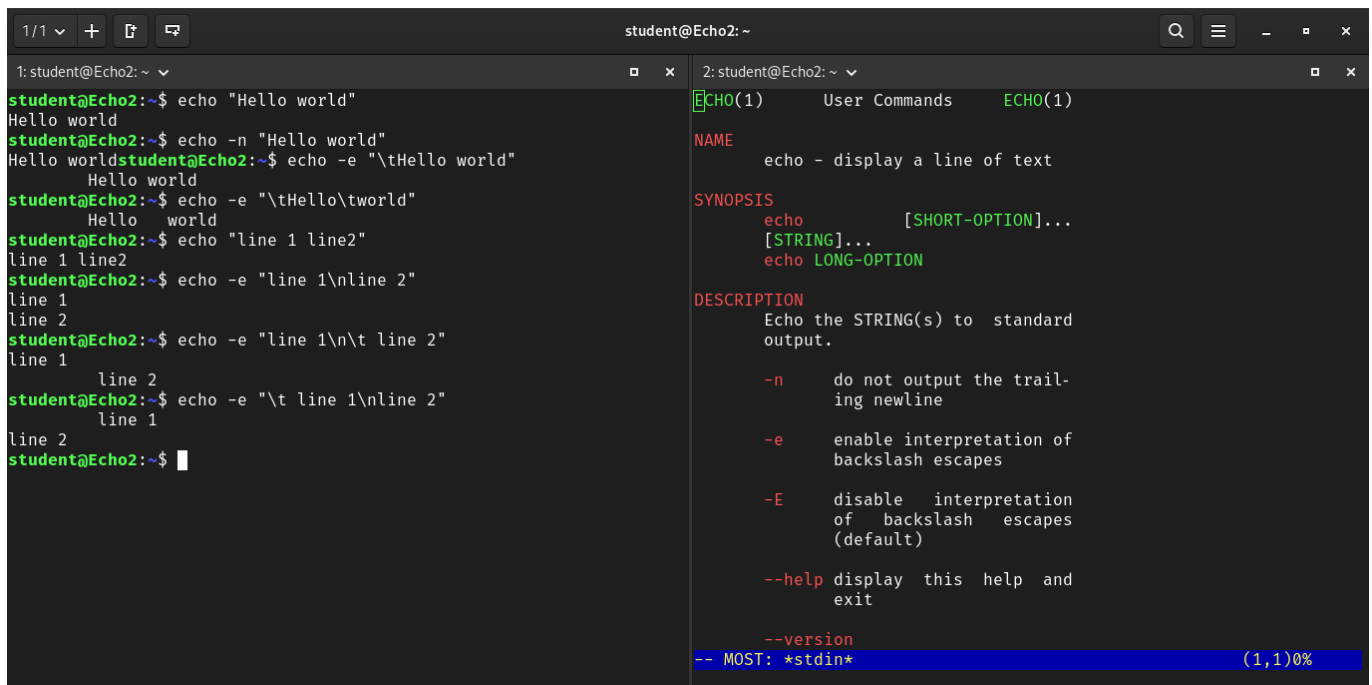 1/1
student@Echo2: ~
1: student@Echo2: ~
student@Echo2:~$ echo "Hello world"
Hello world
student@Echo2:~$ echo -n "Hello world"
Hello worldstudent@Echo2:~$ echo -e "\tHello world"
        Hello world
student@Echo2:~$ echo -e "\tHello\tworld"
        Hello   world
student@Echo2:~$ echo "line 1 line2"
line 1 line2
student@Echo2:~$ echo -e "line 1\nline 2"
line 1
line 2
student@Echo2:~$ echo -e "line 1\n\t line 2"
line 1
         line 2
student@Echo2:~$ echo -e "\t line 1\nline 2"
         line 1
line 2
student@Echo2:~$
2: student@Echo2: ~
ECHO(1)      User Commands     ECHO(1)
NAME
       echo - display a line of text
SYNOPSIS
       echo          [SHORT-OPTION]...
       [STRING]...
       echo LONG-OPTION
DESCRIPTION
       Echo the STRING(s) to  standard
       output.
       -n     do not output the trail-
              ing newline
       -e     enable interpretation of
              backslash escapes
       -E     disable   interpretation
              of   backslash   escapes
              (default)
       --help display  this  help  and
              exit
       --version
-- MOST: *stdin*                                       (1,1)0%